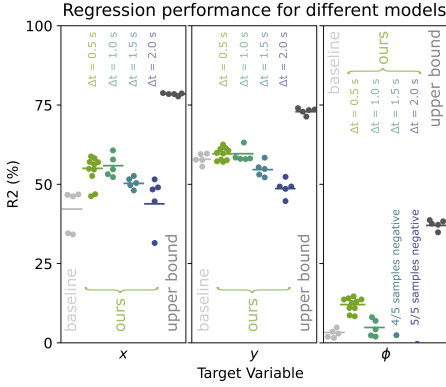 Regression performance for different models
R2 (%)
100
75
50
25
0
Δt = 0.5 s
Δt = 1.0 s
Δt = 1.5 s
Δt = 2.0 s
baseline
ours
upper bound
x
Δt = 0.5 s
Δt = 1.0 s
Δt = 1.5 s
Δt = 2.0 s
baseline
ours
upper bound
y
baseline
ours
upper bound
Δt = 0.5 s
Δt = 1.0 s
Δt = 1.5 s
Δt = 2.0 s
4/5 samples negative
5/5 samples negative
ϕ
Target Variable